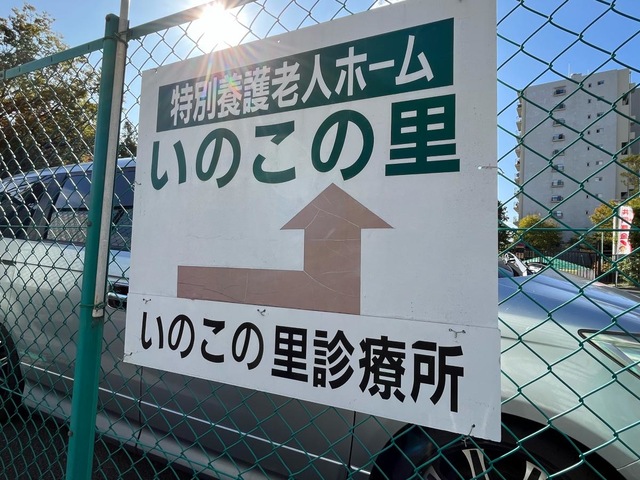 特別養護老人ホーム
いのこの里
いのこの里診療所